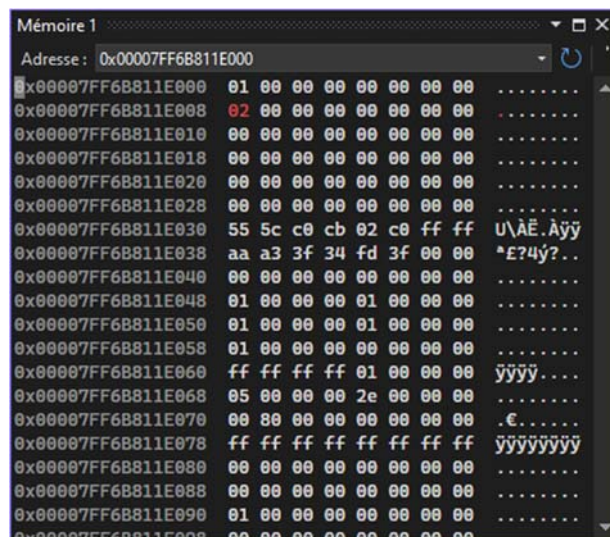 Mémoire 1
Adresse : 0x00007FF6B811E000
0x00007FF6B811E000 01 00 00 00 00 00 00 00 ........
0x00007FF6B811E008 02 00 00 00 00 00 00 00 ........
0x00007FF6B811E010 00 00 00 00 00 00 00 00 ........
0x00007FF6B811E018 00 00 00 00 00 00 00 00 ........
0x00007FF6B811E020 00 00 00 00 00 00 00 00 ........
0x00007FF6B811E028 00 00 00 00 00 00 00 00 ........
0x00007FF6B811E030 55 5c c0 cb 02 c0 ff ff U\ÀË.Àÿÿ
0x00007FF6B811E038 aa a3 3f 34 fd 3f 00 00 ª£?4ý?..
0x00007FF6B811E040 00 00 00 00 00 00 00 00 ........
0x00007FF6B811E048 01 00 00 00 01 00 00 00 ........
0x00007FF6B811E050 01 00 00 00 01 00 00 00 ........
0x00007FF6B811E058 01 00 00 00 00 00 00 00 ........
0x00007FF6B811E060 ff ff ff ff 01 00 00 00 ÿÿÿÿ....
0x00007FF6B811E068 05 00 00 00 2e 00 00 00 ........
0x00007FF6B811E070 00 80 00 00 00 00 00 00 .€......
0x00007FF6B811E078 ff ff ff ff ff ff ff ff ÿÿÿÿÿÿÿÿ
0x00007FF6B811E080 00 00 00 00 00 00 00 00 ........
0x00007FF6B811E088 00 00 00 00 00 00 00 00 ........
0x00007FF6B811E090 01 00 00 00 00 00 00 00 ........